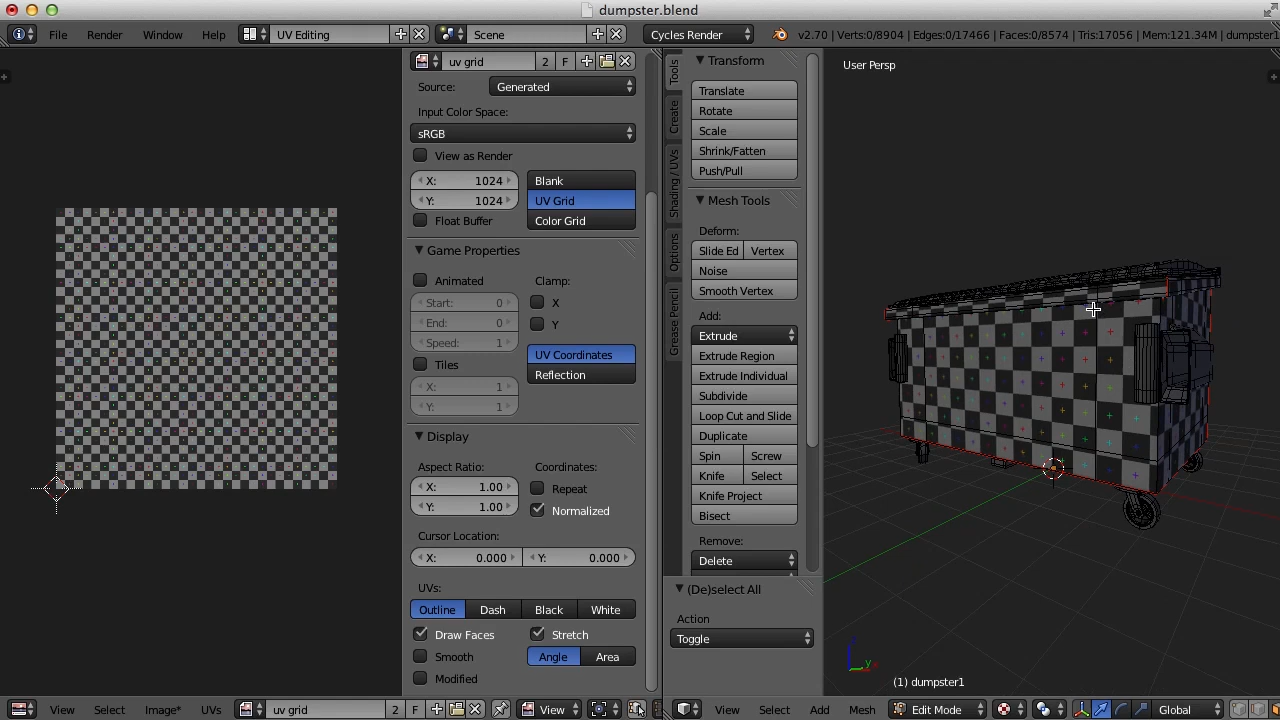 dumpster.blend
File Render Window Help UV Editing Scene Cycles Render v2.70 | Verts:0/8904 | Edges:0/17466 | Faces:0/8574 | Tris:17056 | Mem:121.34M | dumpster1
uv grid 2 F
Source: Generated
Input Color Space:
sRGB
View as Render
X: 1024
Y: 1024
Blank
UV Grid
Color Grid
Float Buffer
Game Properties
Animated
Clamp:
Start: 0
X
End: 0
Y
Speed: 1
Tiles
UV Coordinates
Reflection
X: 1
Y: 1
Display
Aspect Ratio:
Coordinates:
X: 1.00
Repeat
Y: 1.00
Normalized
Cursor Location:
X: 0.000
Y: 0.000
UVs:
Outline Dash Black White
Draw Faces
Stretch
Smooth
Angle Area
Modified
Tools
Create
Shading / UVs
Options
Grease Pencil
Transform
Translate
Rotate
Scale
Shrink/Fatten
Push/Pull
Mesh Tools
Deform:
Slide Ed Vertex
Noise
Smooth Vertex
Add:
Extrude
Extrude Region
Extrude Individual
Subdivide
Loop Cut and Slide
Duplicate
Spin Screw
Knife Select
Knife Project
Bisect
Remove:
Delete
(De)select All
Action
Toggle
User Persp
(1) dumpster1
View Select Image* UVs uv grid 2 F View
View Select Add Mesh Edit Mode Global